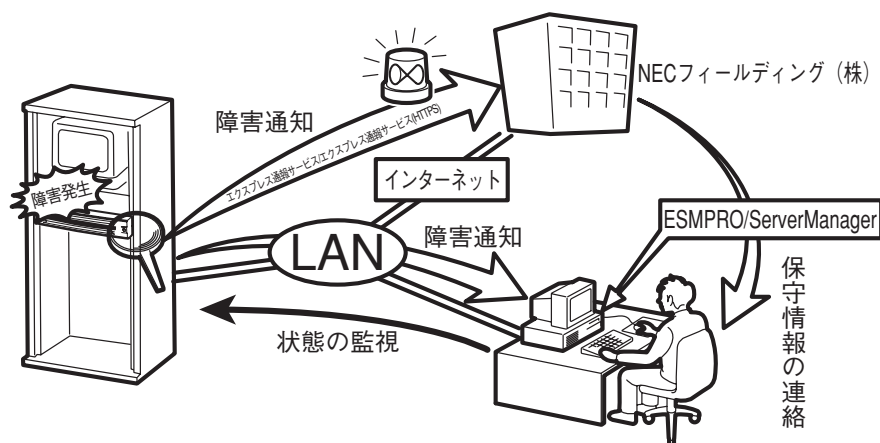 NECフィールディング（株）
障害通知
エクスプレス通報サービス/エクスプレス通報サービス(HTTPS)
障害発生
インターネット
ESMPRO/ServerManager
LAN
障害通知
保守情報の連絡
状態の監視